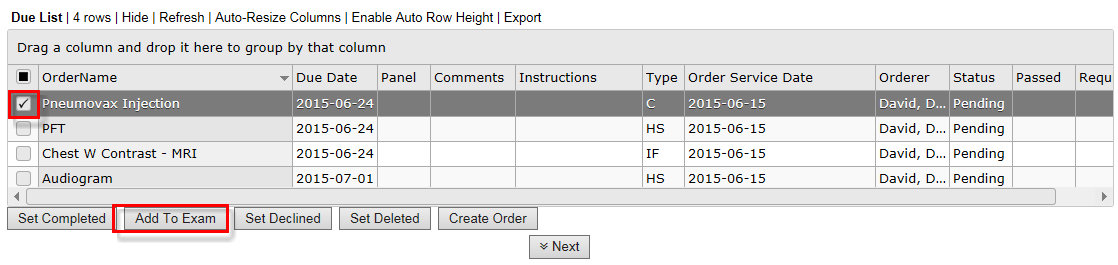 Due List | 4 rows | Hide | Refresh | Auto-Resize Columns | Enable Auto Row Height | Export
Drag a column and drop it here to group by that column
OrderName Due Date Panel Comments Instructions Type Order Service Date Orderer Status Passed Requ
Pneumovax Injection 2015-06-24 C 2015-06-15 David, D... Pending
PFT 2015-06-24 HS 2015-06-15 David, D... Pending
Chest W Contrast - MRI 2015-06-24 IF 2015-06-15 David, D... Pending
Audiogram 2015-07-01 HS 2015-06-15 David, D... Pending
Set Completed Add To Exam Set Declined Set Deleted Create Order
Next